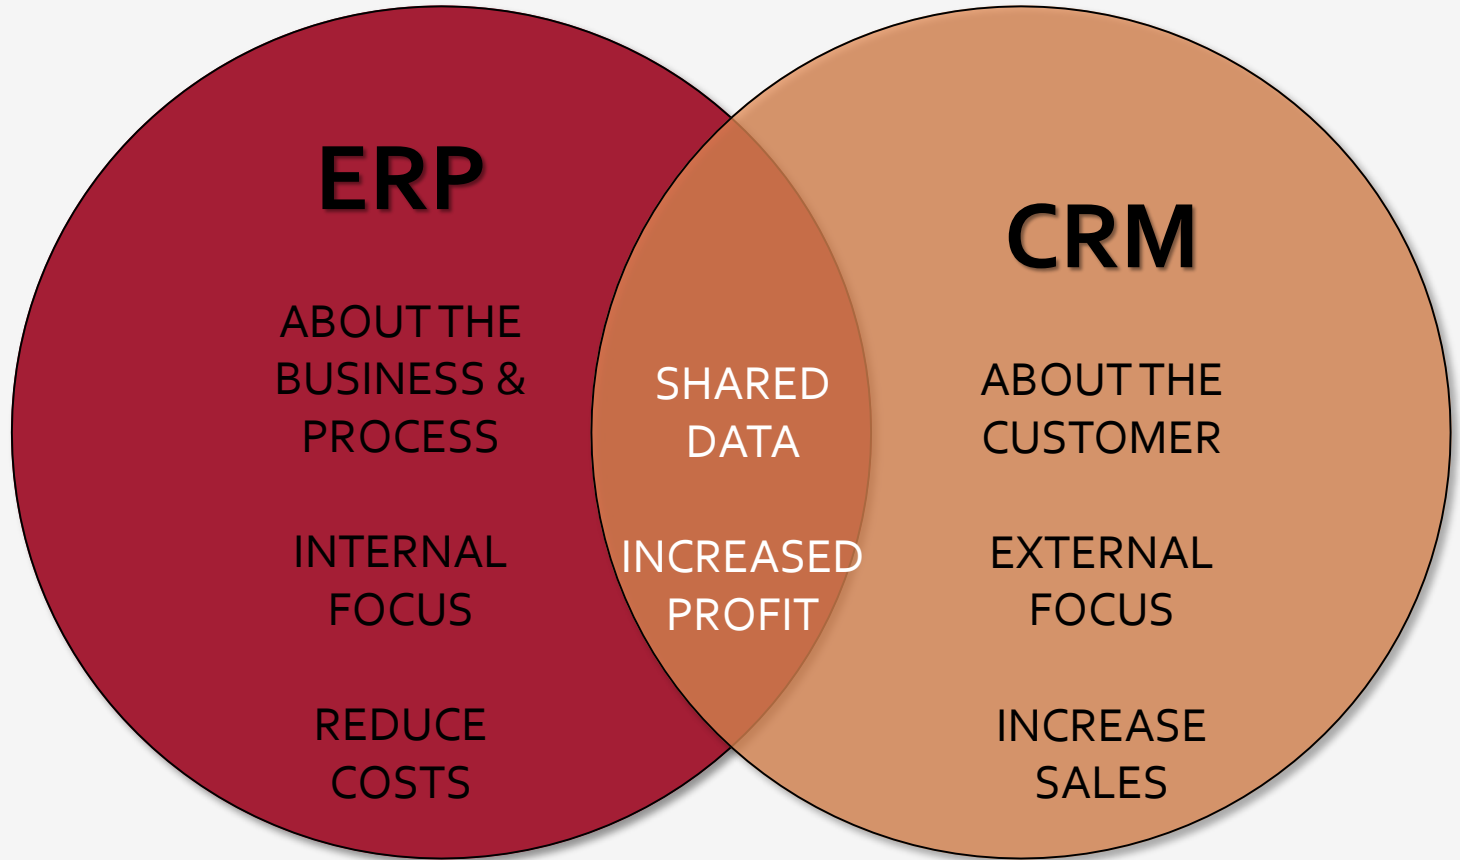 ERP
ABOUT THE
BUSINESS &
PROCESS
INTERNAL
FOCUS
REDUCE
COSTS
SHARED
DATA
INCREASED
PROFIT
CRM
ABOUT THE
CUSTOMER
EXTERNAL
FOCUS
INCREASE
SALES